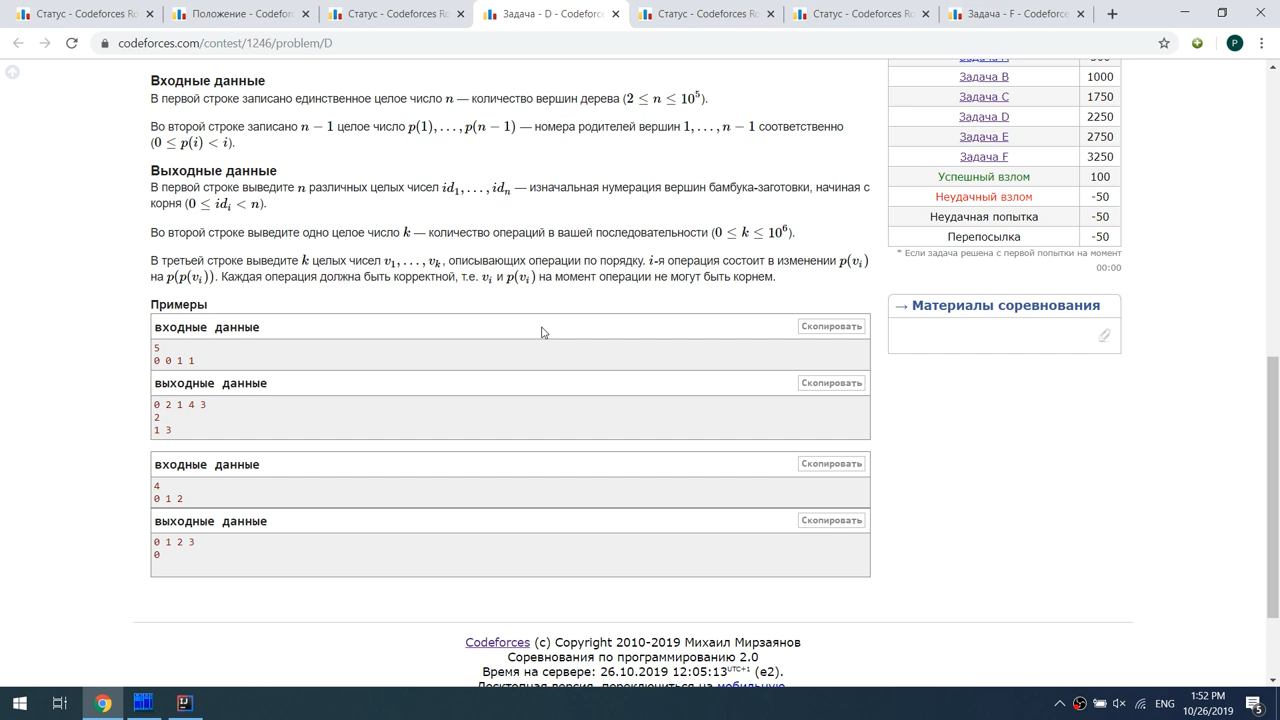 Статус - Codeforces Ro
Положение - Codeforc
Статус - Codeforces Ro
Задача - D - Codeforce
Статус - Codeforces Ro
Статус - Codeforces Ro
Задача - F - Codeforce
codeforces.com/contest/1246/problem/D
P
Входные данные
В первой строке записано единственное целое число n — количество вершин дерева (2 ≤ n ≤ 10^5).
Во второй строке записано n − 1 целое число p(1), . . . , p(n − 1) — номера родителей вершин 1, . . . , n − 1 соответственно
(0 ≤ p(i) < i).
Выходные данные
В первой строке выведите n различных целых чисел id_1, . . . , id_n — изначальная нумерация вершин бамбука-заготовки, начиная с
корня (0 ≤ id_i < n).
Во второй строке выведите одно целое число k — количество операций в вашей последовательности (0 ≤ k ≤ 10^6).
В третьей строке выведите k целых чисел v_1, . . . , v_k, описывающих операции по порядку. i-я операция состоит в изменении p(v_i)
на p(p(v_i)). Каждая операция должна быть корректной, т.е. v_i и p(v_i) на момент операции не могут быть корнем.
Примеры
входные данные
Скопировать
5
0 0 1 1
выходные данные
Скопировать
0 2 1 4 3
2
1 3
входные данные
Скопировать
4
0 1 2
выходные данные
Скопировать
0 1 2 3
0
Задача B 1000
Задача C 1750
Задача D 2250
Задача E 2750
Задача F 3250
Успешный взлом 100
Неудачный взлом -50
Неудачная попытка -50
Перепосылка -50
* Если задача решена с первой попытки на момент
00:00
→ Материалы соревнования
Codeforces (c) Copyright 2010-2019 Михаил Мирзаянов
Соревнования по программированию 2.0
Время на сервере: 26.10.2019 12:05:13 UTC+1 (e2).
Десктопная версия, переключиться на мобильную
ENG
1:52 PM
10/26/2019
5